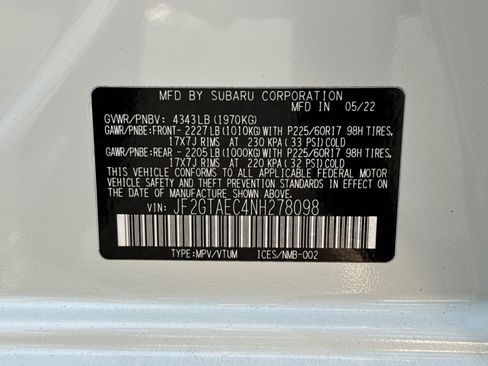 MFD BY SUBARU CORPORATION
MFD IN 05/22
GVWR/PNBV: 4343LB(1970KG)
GAWR/PNBE:FRONT-2227LB(1010KG)WITH P225/60R17 98H TIRES,
17X7J RIMS AT 230 KPA(33 PSI)COLD
GAWR/PNBE:REAR-2205LB(1000KG)WITH P225/60R17 98H TIRES,
17X7J RIMS AT 220 KPA(32 PSI)COLD
THIS VEHICLE CONFORMS TO ALL APPLICABLE FEDERAL MOTOR
VEHICLE SAFETY AND THEFT PREVENTION STANDARDS IN EFFECT
ON THE DATE OF MANUFACTURE SHOWN ABOVE.
VIN: JF2GTAEC4NH278098
TYPE:MPV/VTUM ICES/NMB-002